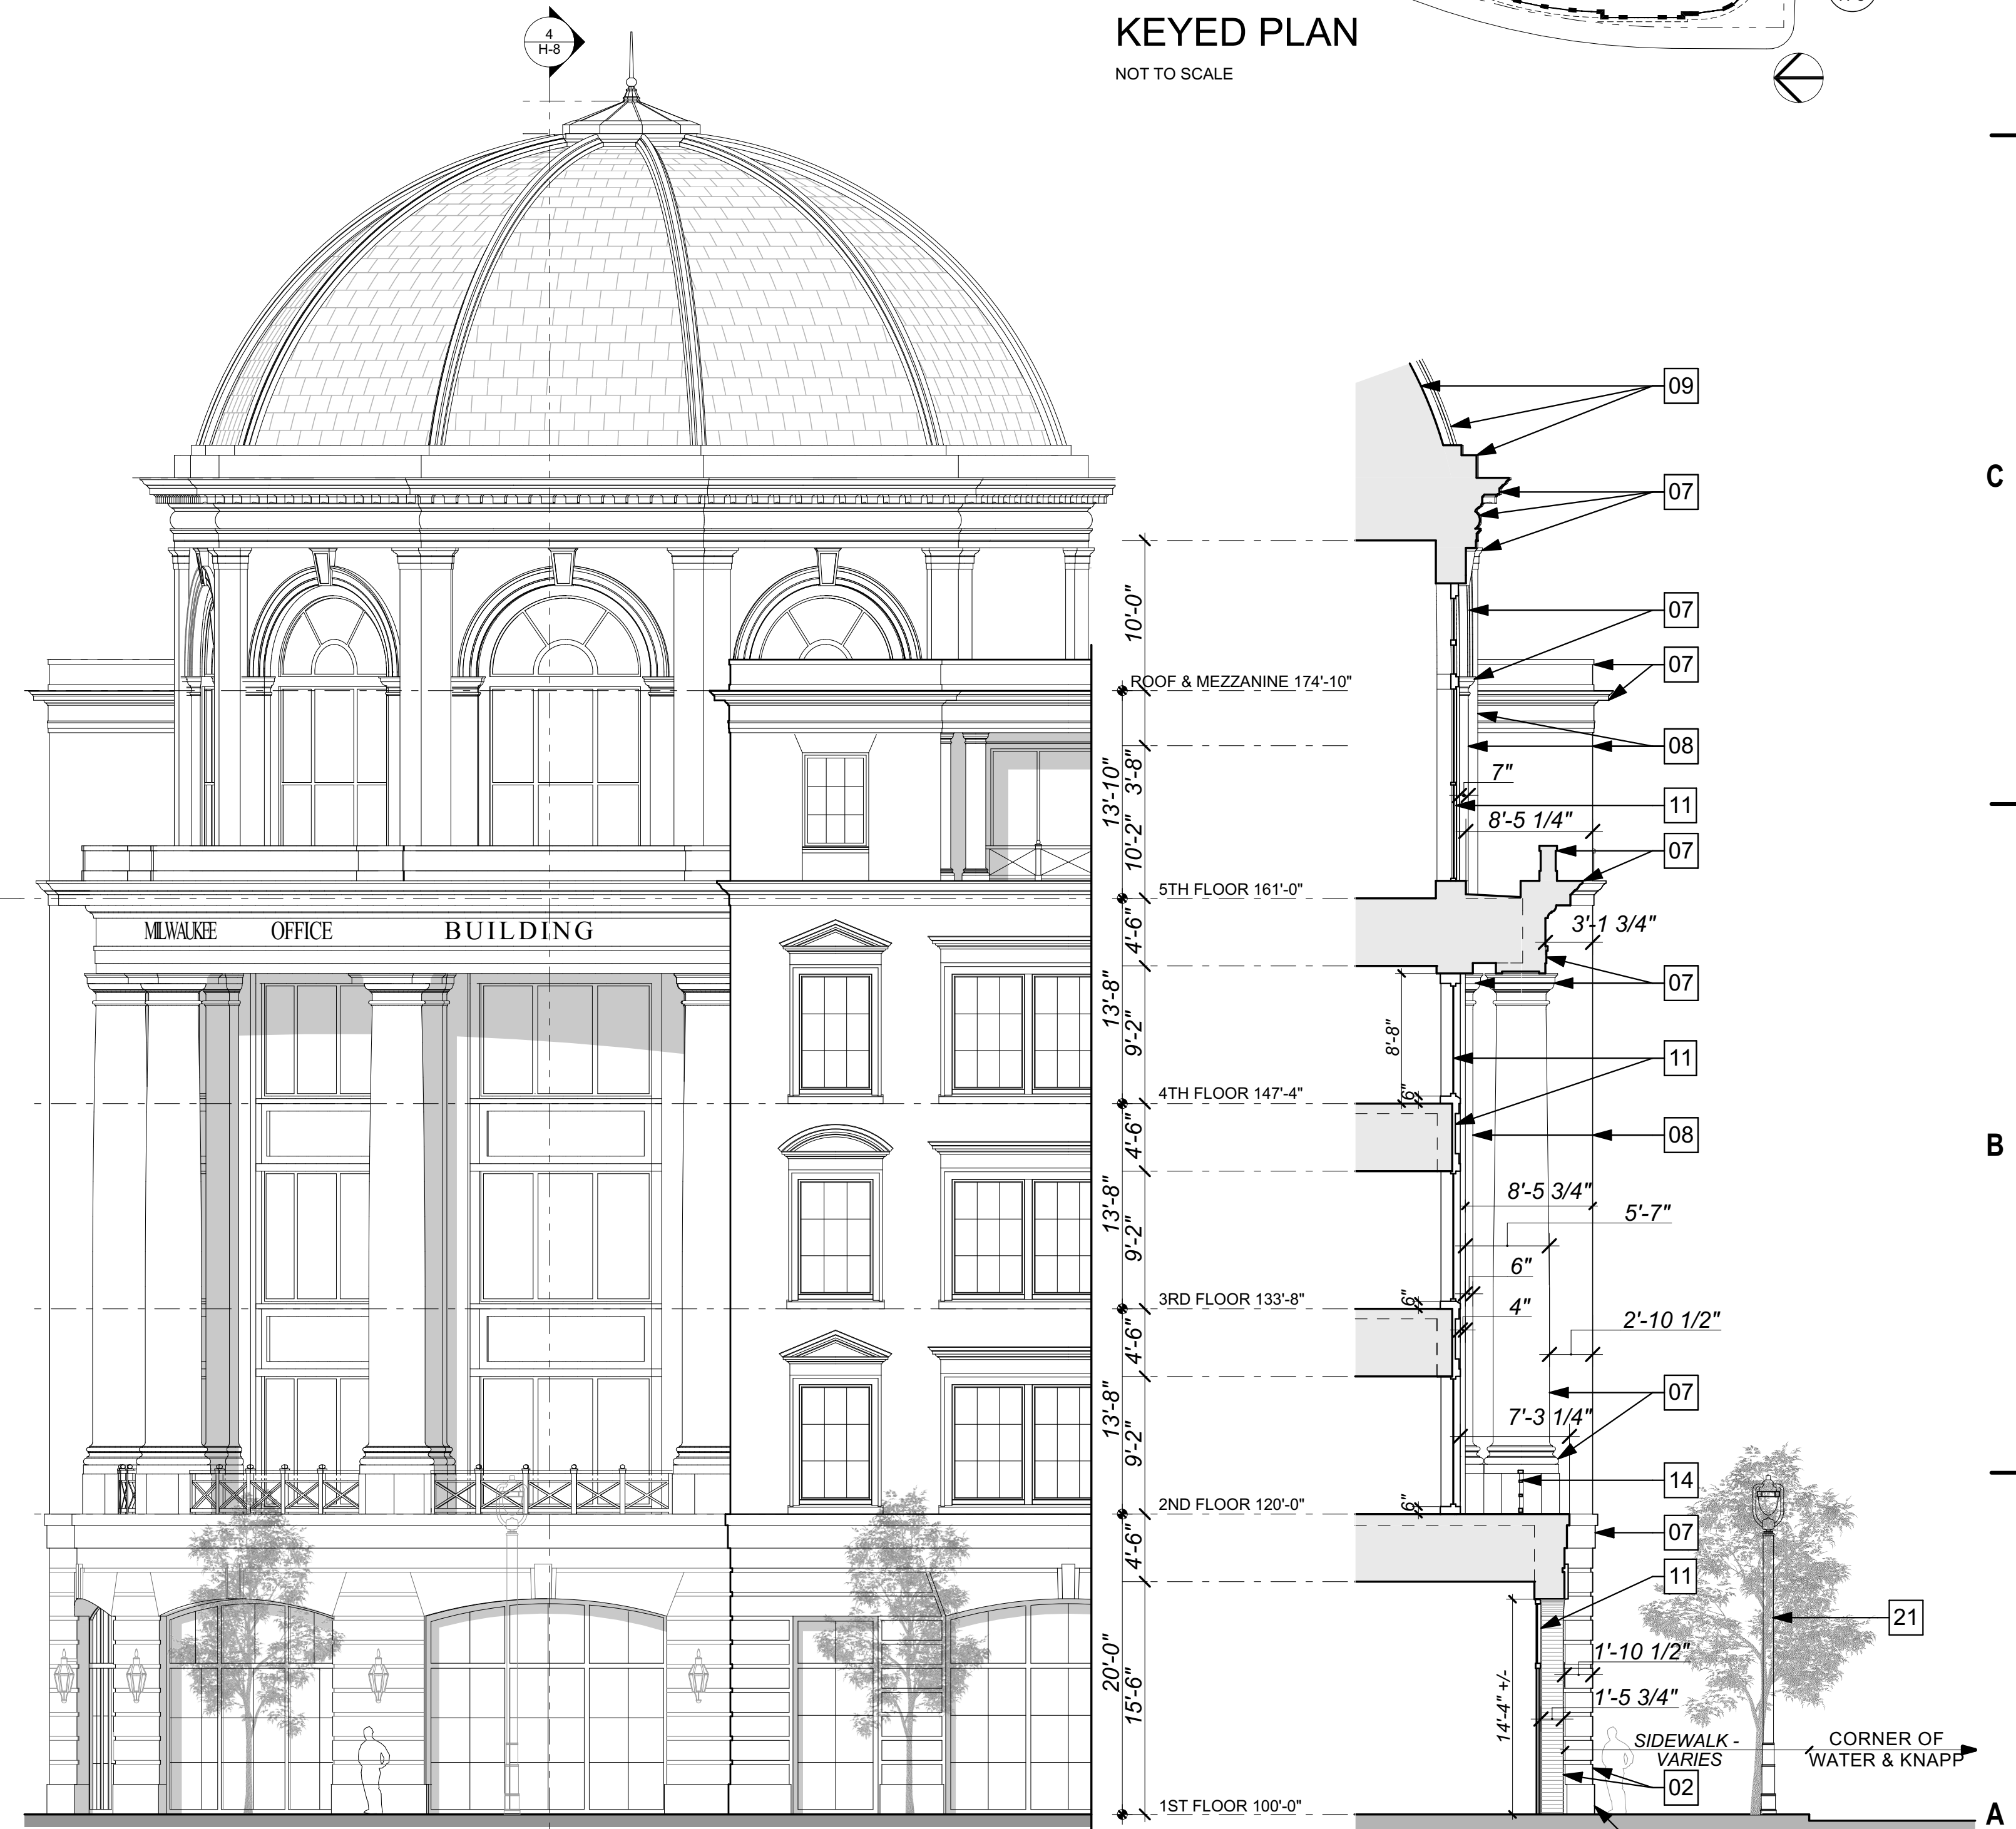 4
H-8
KEYED PLAN
NOT TO SCALE
09
C
07
07
10'-0"
07
ROOF & MEZZANINE 174'-10"
08
3'-8"
13'-10"
7"
11
8'-5 1/4"
10'-2"
07
5TH FLOOR 161'-0"
MILWAUKEE OFFICE BUILDING
4'-6"
3'-1 3/4"
07
13'-8"
9'-2"
8'-8"
11
4TH FLOOR 147'-4"
6"
4'-6"
08
B
13'-8"
8'-5 3/4"
5'-7"
9'-2"
6"
3RD FLOOR 133'-8"
6"
4"
2'-10 1/2"
4'-6"
07
13'-8"
7'-3 1/4"
9'-2"
14
2ND FLOOR 120'-0"
6"
07
4'-6"
11
21
20'-0"
1'-10 1/2"
15'-6"
14'-4" +/-
1'-5 3/4"
SIDEWALK -
VARIES
CORNER OF
WATER & KNAPP
02
1ST FLOOR 100'-0"
A